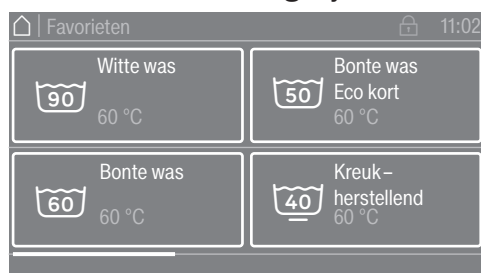 Favorieten 11:02
Witte was
90
60 °C
Bonte was
50 Eco kort
60 °C
Bonte was
60
60 °C
Kreuk–
40 herstellend
60 °C